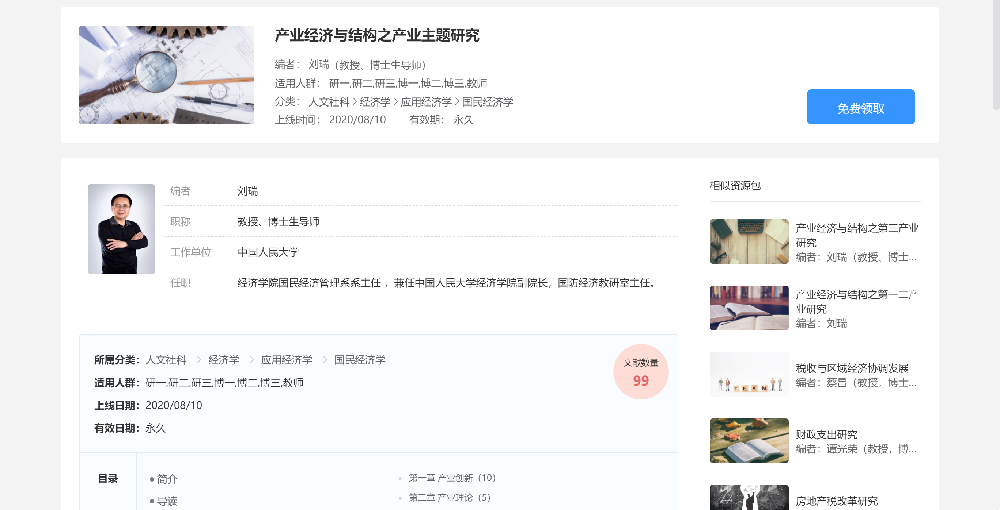 产业经济与结构之产业主题研究
编者： 刘瑞（教授、博士生导师）
适用人群： 研一,研二,研三,博一,博二,博三,教师
分类： 人文社科 > 经济学 > 应用经济学 > 国民经济学
上线时间： 2020/08/10 有效期： 永久
免费领取
编者 刘瑞
职称 教授、博士生导师
工作单位 中国人民大学
任职 经济学院国民经济管理系系主任 ，兼任中国人民大学经济学院副院长，国防经济教研室主任。
所属分类：人文社科 > 经济学 > 应用经济学 > 国民经济学
适用人群：研一,研二,研三,博一,博二,博三,教师
上线日期：2020/08/10
有效日期：永久
文献数量
99
目录
简介
导读
第一章 产业创新（10）
第二章 产业理论（5）
相似资源包
产业经济与结构之第三产业
研究
编者：刘瑞（教授、博士...
产业经济与结构之第一二产
业研究
编者：刘瑞
T. E. A. M.
税收与区域经济协调发展
编者：蔡昌（教授，博士...
财政支出研究
编者：谭光荣（教授，博...
房地产税改革研究